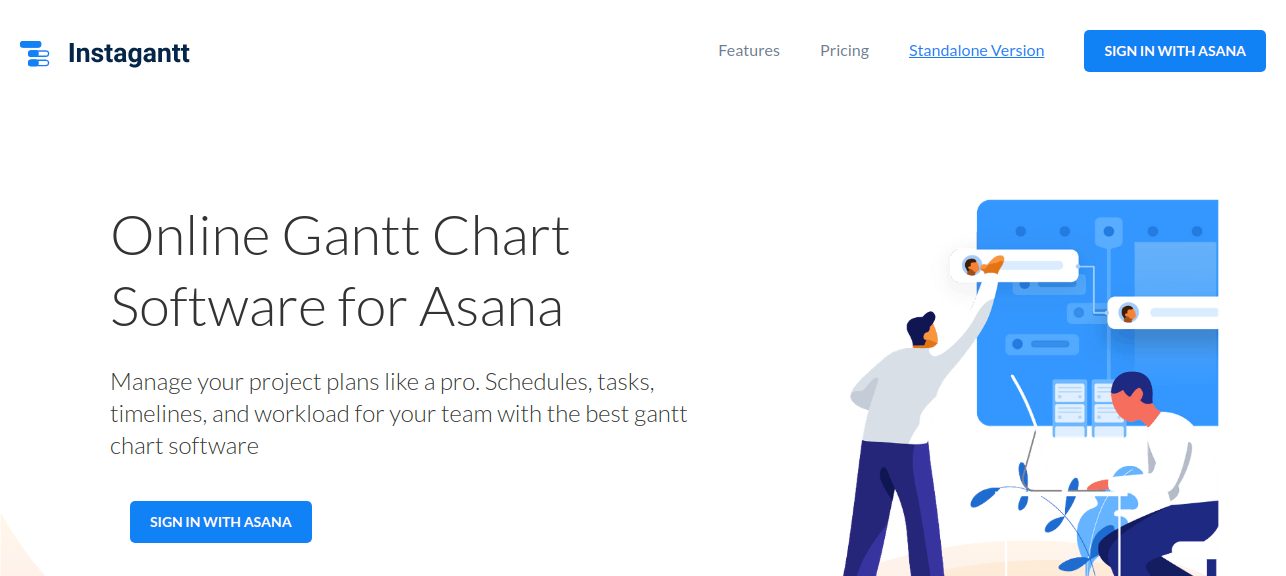 Instagantt
Features
Pricing
Standalone Version
SIGN IN WITH ASANA
Online Gantt Chart
Software for Asana
Manage your project plans like a pro. Schedules, tasks,
timelines, and workload for your team with the best gantt
chart software
SIGN IN WITH ASANA